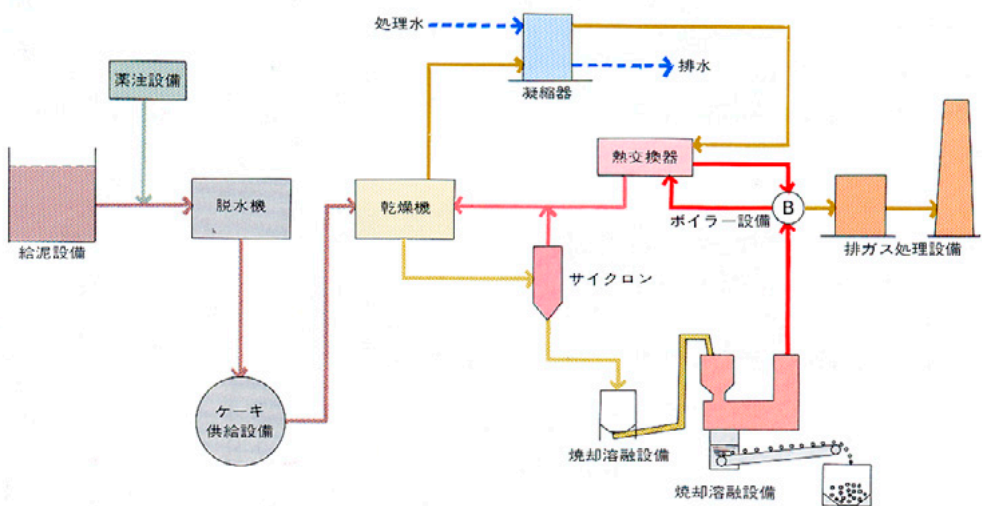 処理水
排水
凝縮器
薬注設備
熱交換器
給泥設備
脱水機
乾燥機
B
ボイラー設備
排ガス処理設備
サイクロン
ケーキ
供給設備
焼却溶融設備
焼却溶融設備